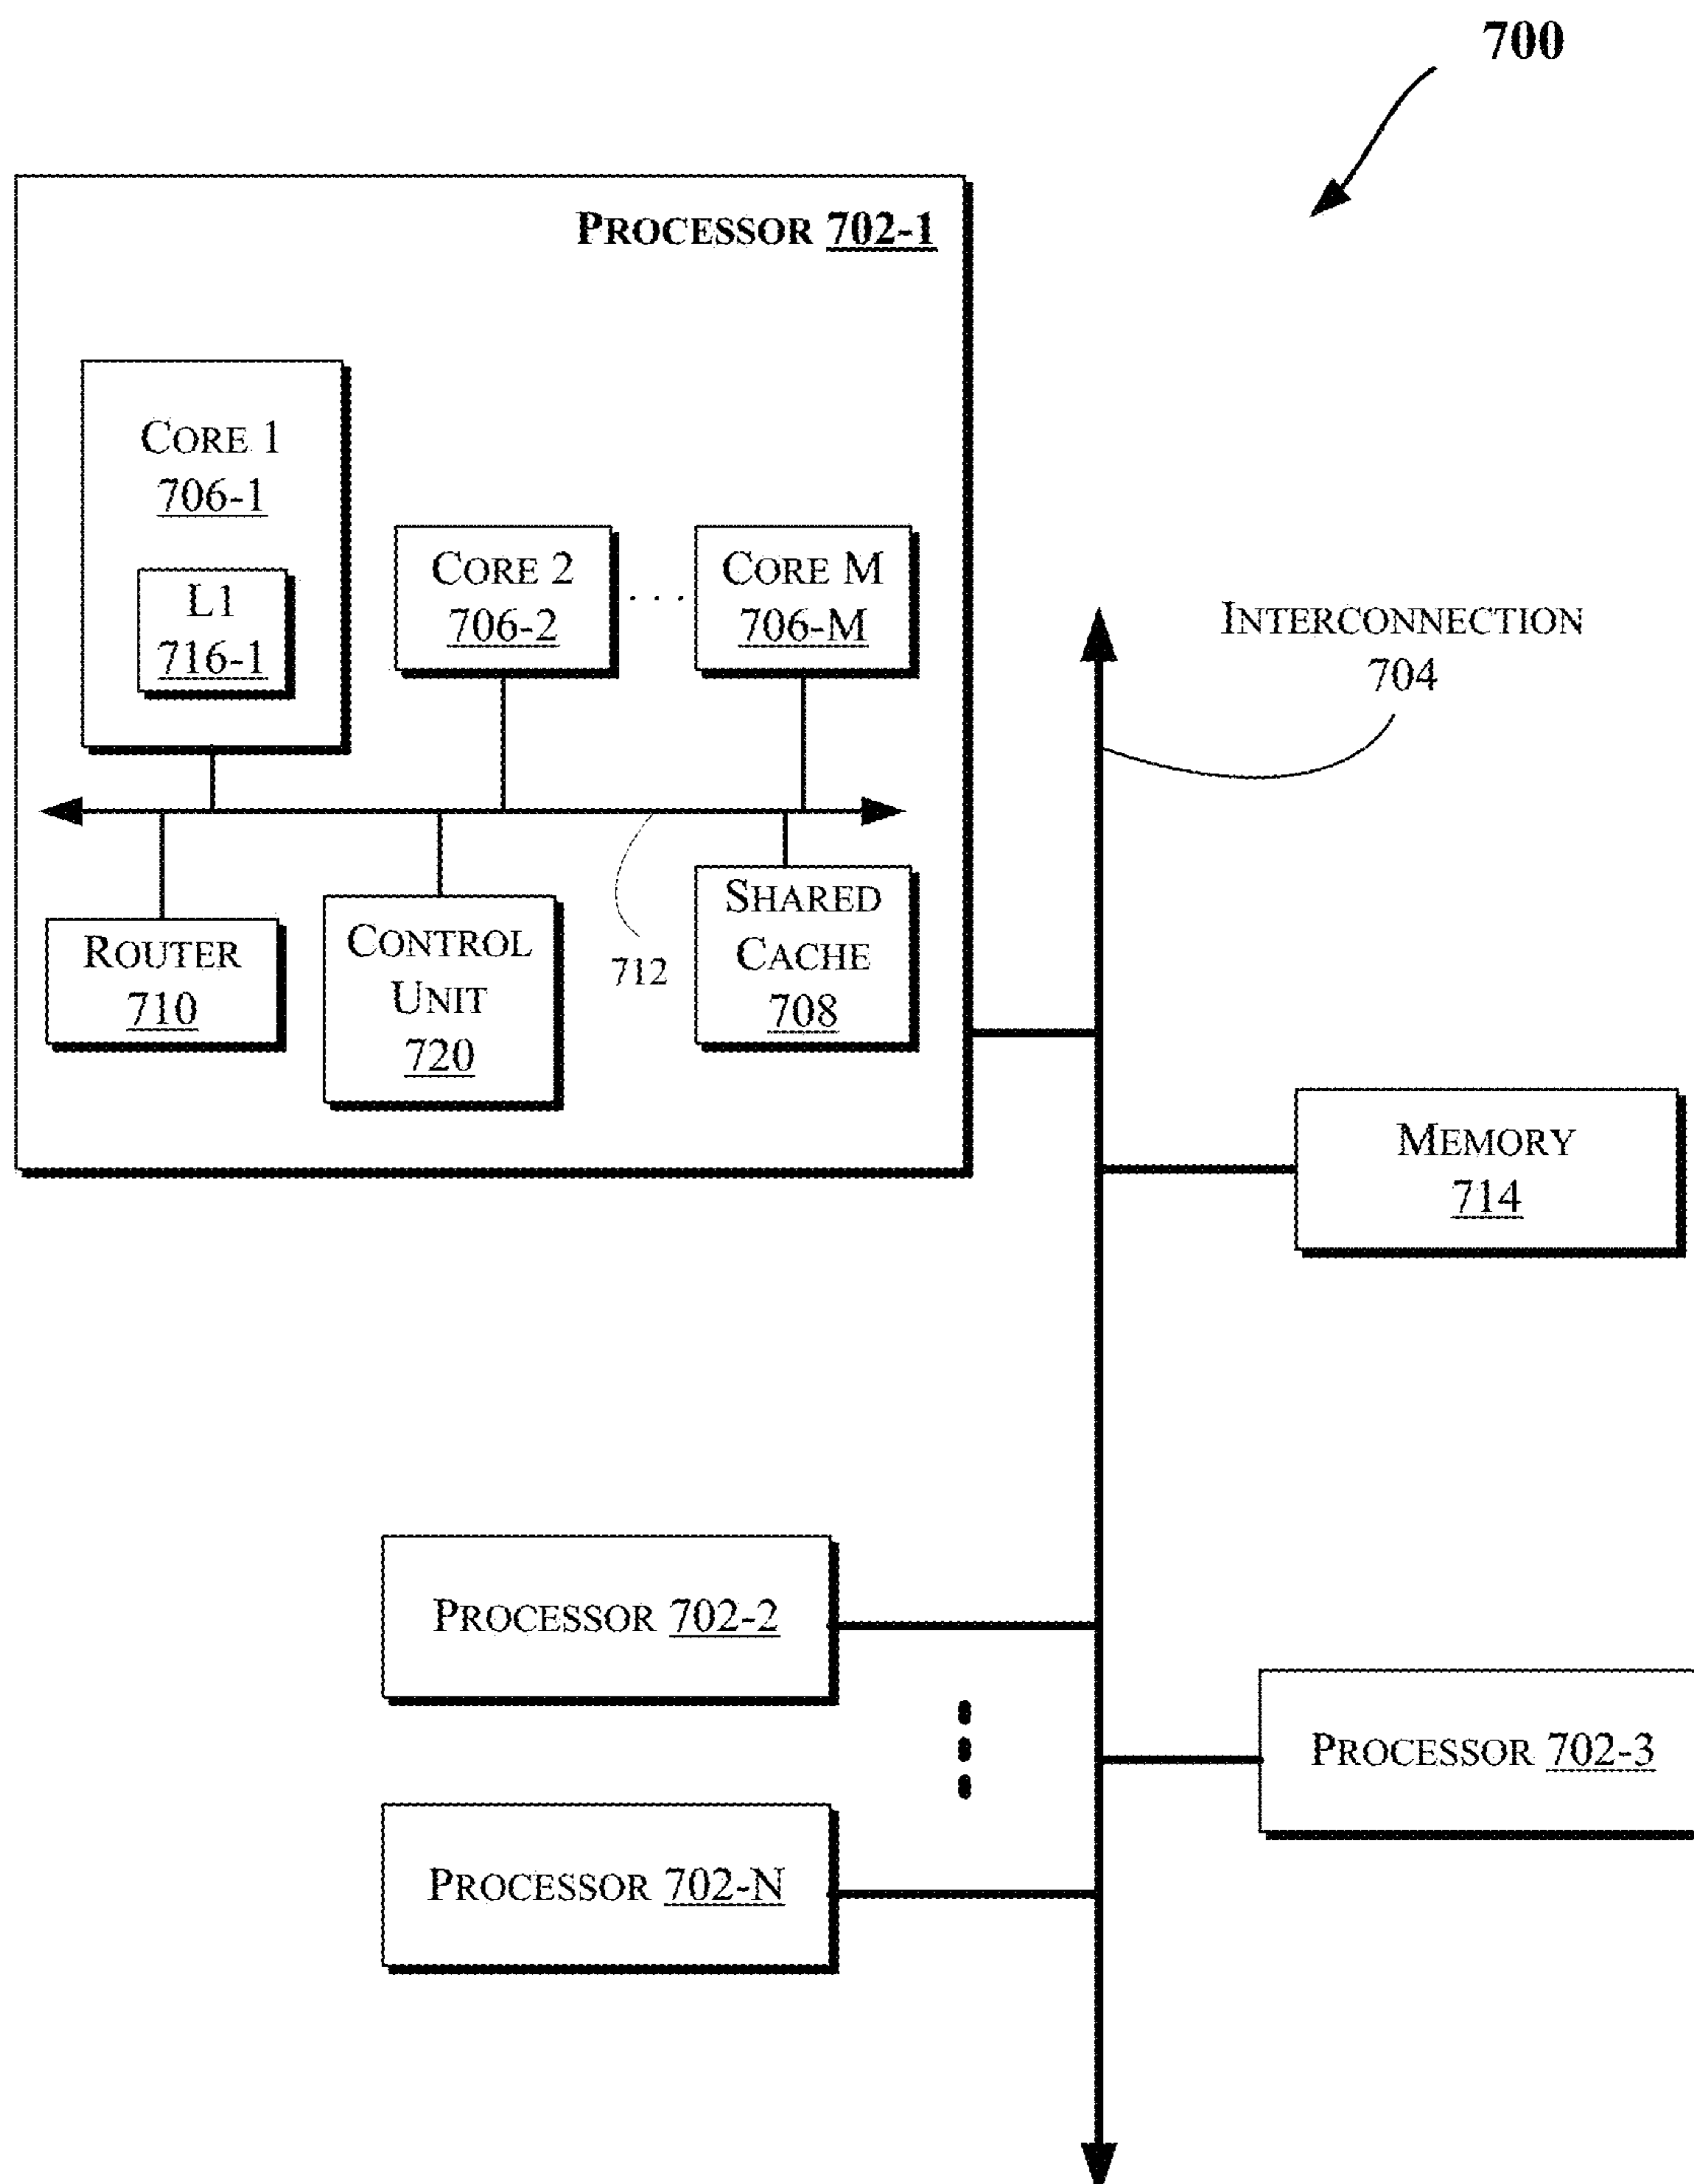 700
PROCESSOR 702-1
CORE 1
706-1
L1
716-1
CORE 2
706-2
. . .
CORE M
706-M
INTERCONNECTION
704
ROUTER
710
CONTROL
UNIT
720
712
SHARED
CACHE
708
MEMORY
714
PROCESSOR 702-2
PROCESSOR 702-3
PROCESSOR 702-N